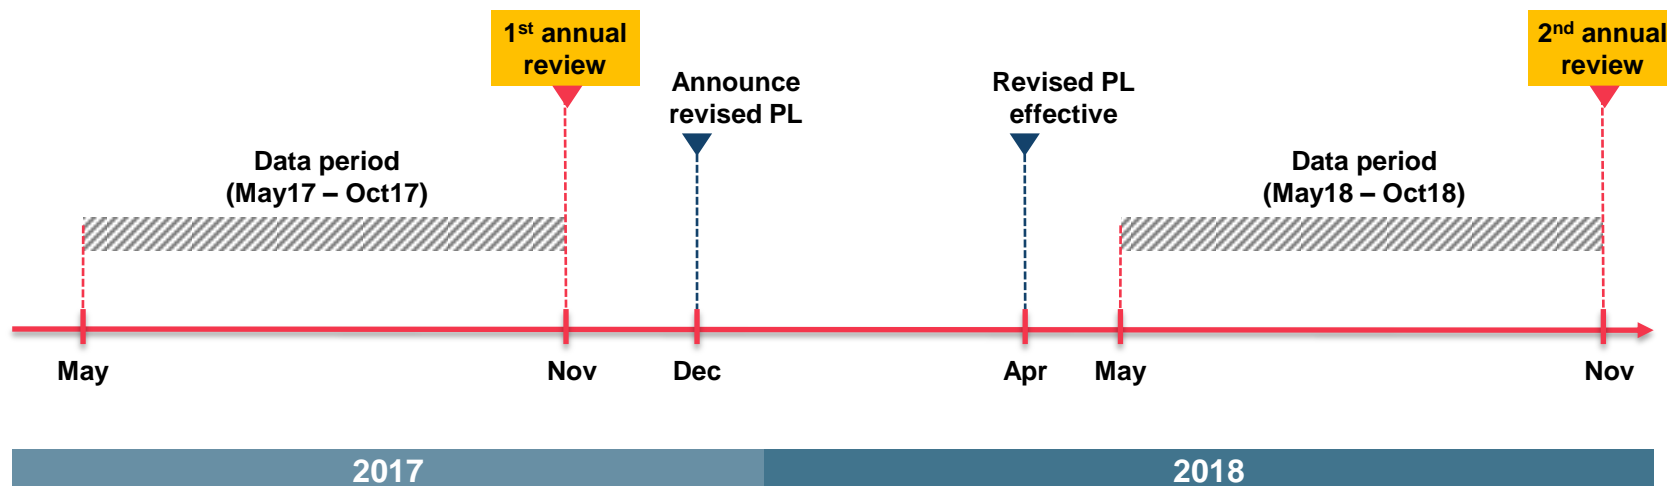 1st annual
review
2nd annual
review
Announce
revised PL
Revised PL
effective
Data period
(May17 – Oct17)
Data period
(May18 – Oct18)
May
Nov
Dec
Apr
May
Nov
2017
2018